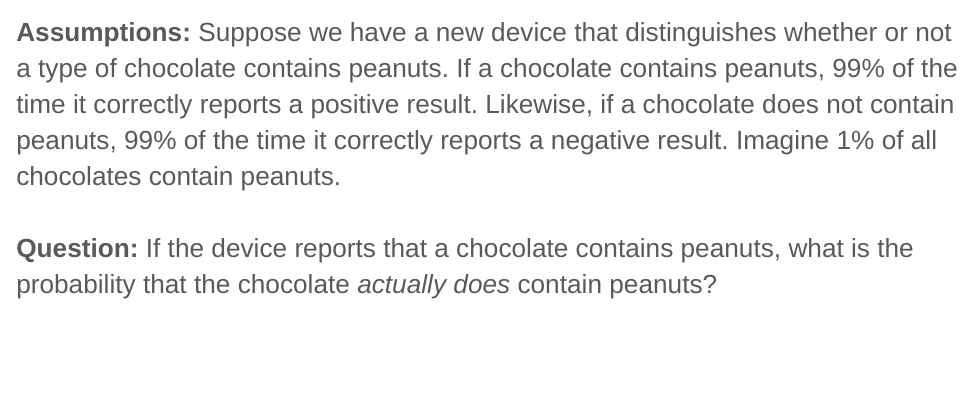 Assumptions: Suppose we have a new device that distinguishes whether or not
a type of chocolate contains peanuts. If a chocolate contains peanuts, 99% of the
time it correctly reports a positive result. Likewise, if a chocolate does not contain
peanuts, 99% of the time it correctly reports a negative result. Imagine 1% of all
chocolates contain peanuts.
Question: If the device reports that a chocolate contains peanuts, what is the
probability that the chocolate actually does contain peanuts?